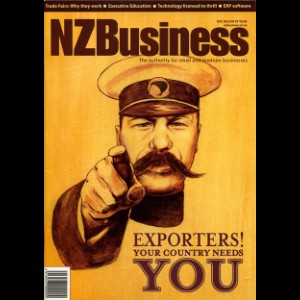 Trade Fairs: Why they work ■ Executive Education ■ Technology licensed to thrill! ■ ERP software
NZBusiness
The authority for small and medium businesses
EXPORTERS!
YOUR COUNTRY NEEDS
YOU